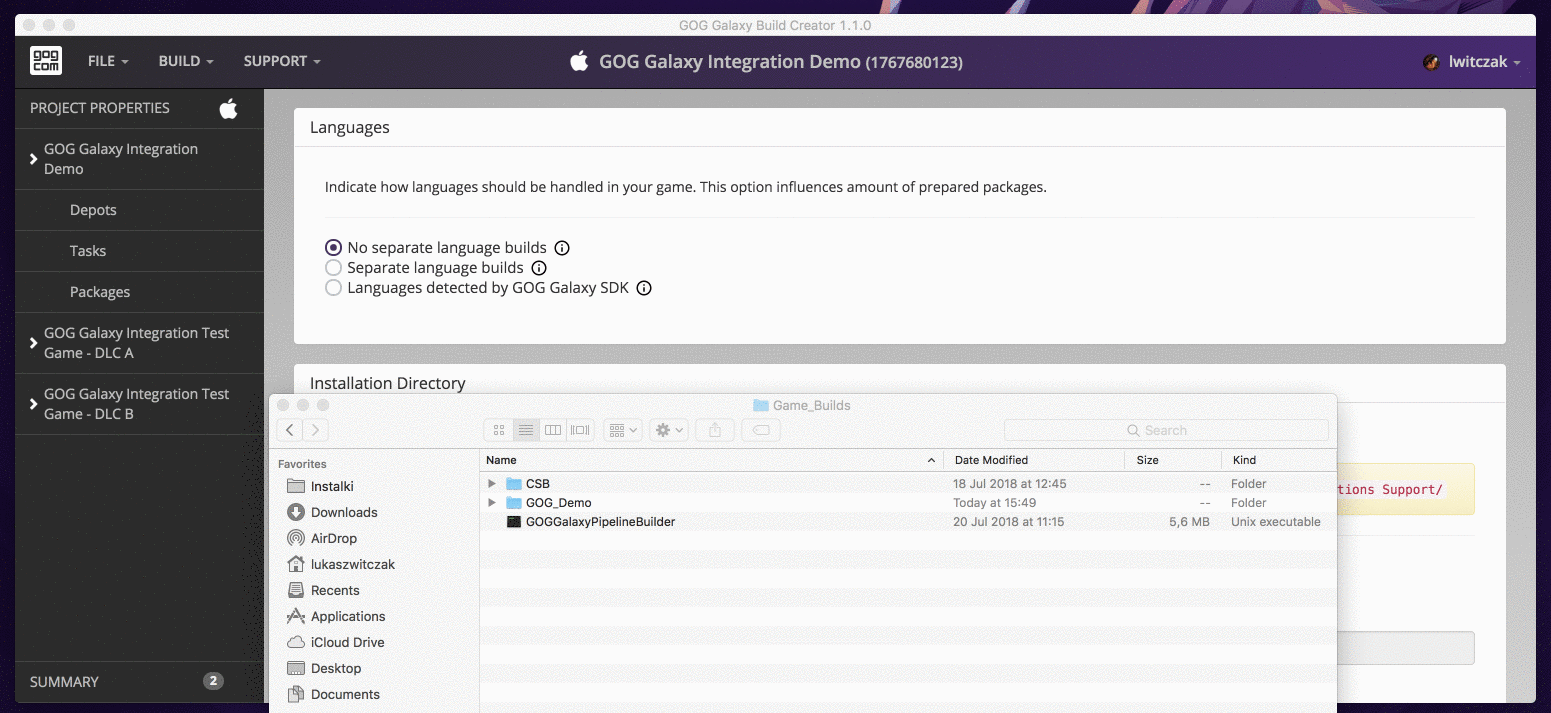 GOG Galaxy Build Creator 1.1.0
gog
com
FILE
BUILD
SUPPORT
GOG Galaxy Integration Demo (1767680123)
lwitczak
PROJECT PROPERTIES
GOG Galaxy Integration
Demo
Depots
Tasks
Packages
GOG Galaxy Integration Test
Game - DLC A
GOG Galaxy Integration Test
Game - DLC B
SUMMARY 2
Languages
Indicate how languages should be handled in your game. This option influences amount of prepared packages.
No separate language builds
Separate language builds
Languages detected by GOG Galaxy SDK
Installation Directory
tions Support/
Game_Builds
Search
Favorites
Instalki
Downloads
AirDrop
lukaszwitczak
Recents
Applications
iCloud Drive
Desktop
Documents
Name Date Modified Size Kind
CSB 18 Jul 2018 at 12:45 -- Folder
GOG_Demo Today at 15:49 -- Folder
GOGGalaxyPipelineBuilder 20 Jul 2018 at 11:15 5,6 MB Unix executable